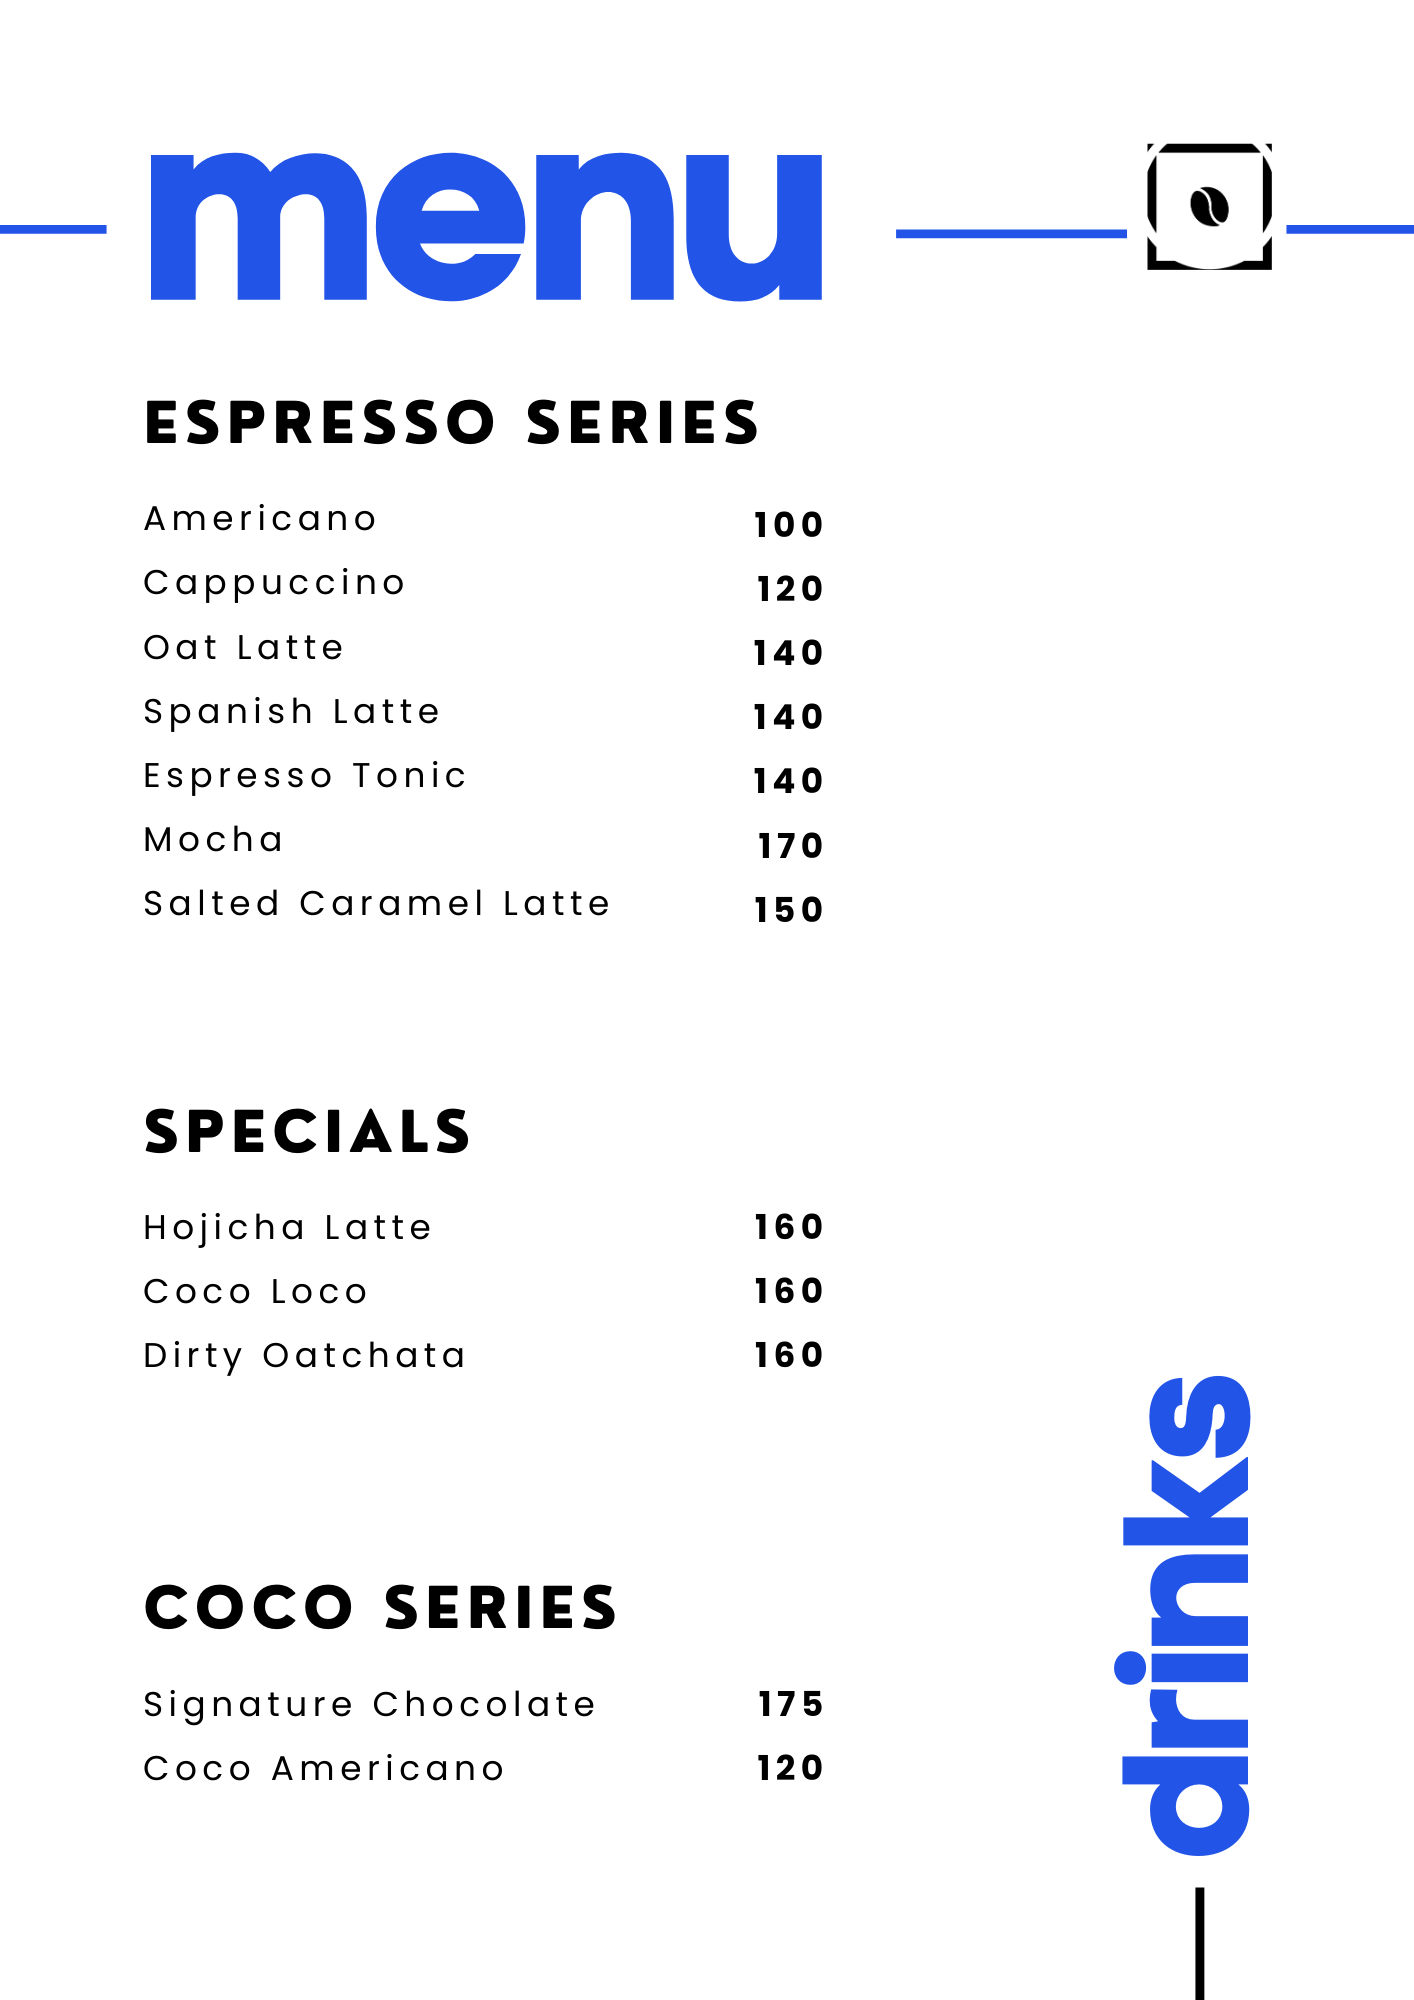 menu
ESPRESSO SERIES
Americano 100
Cappuccino 120
Oat Latte 140
Spanish Latte 140
Espresso Tonic 140
Mocha 170
Salted Caramel Latte 150
SPECIALS
Hojicha Latte 160
Coco Loco 160
Dirty Oatchata 160
COCO SERIES
Signature Chocolate 175
Coco Americano 120
drinks